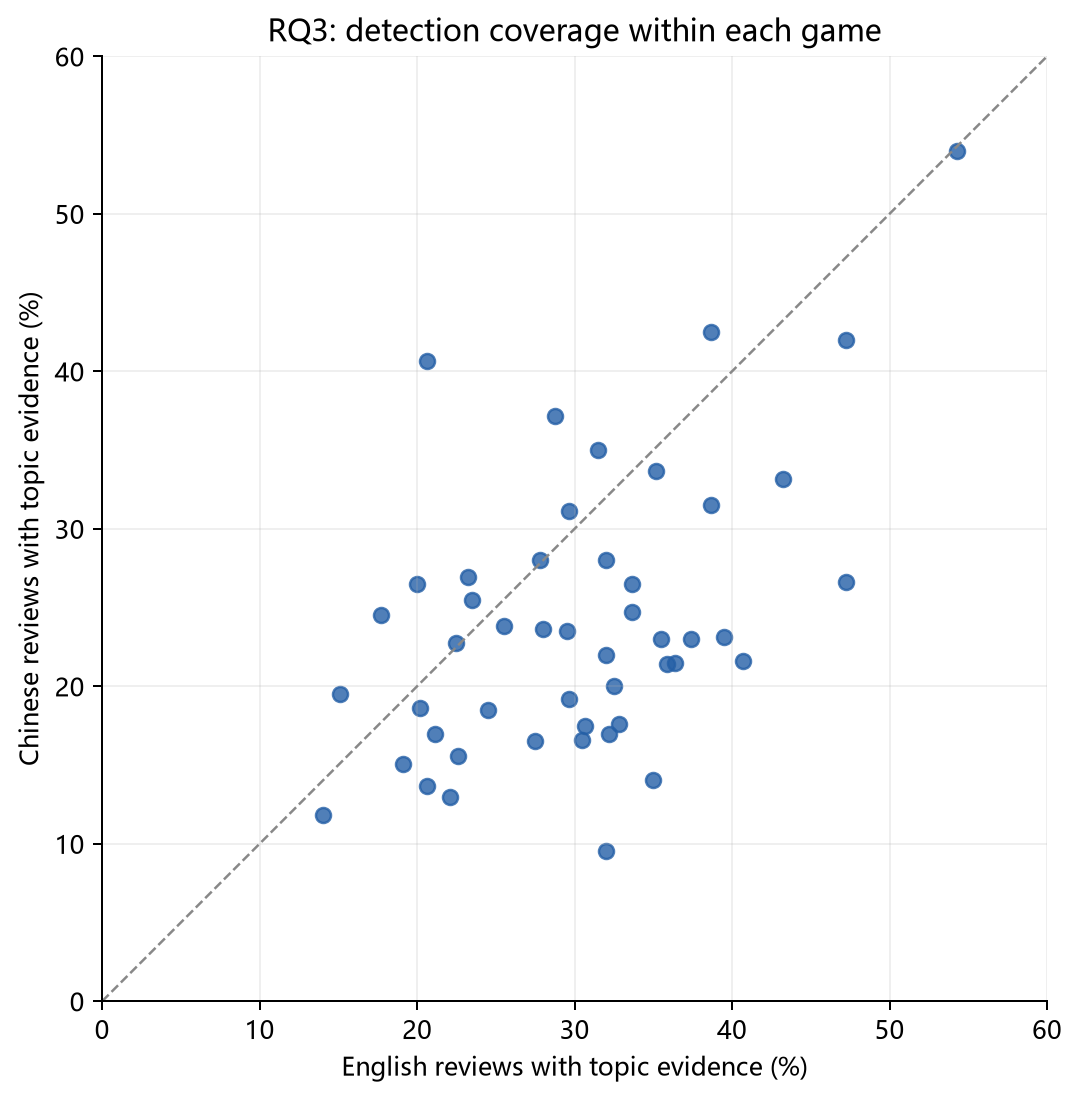 RQ3: detection coverage within each game
60
50
40
30
20
10
0
Chinese reviews with topic evidence (%)
0 10 20 30 40 50 60
English reviews with topic evidence (%)